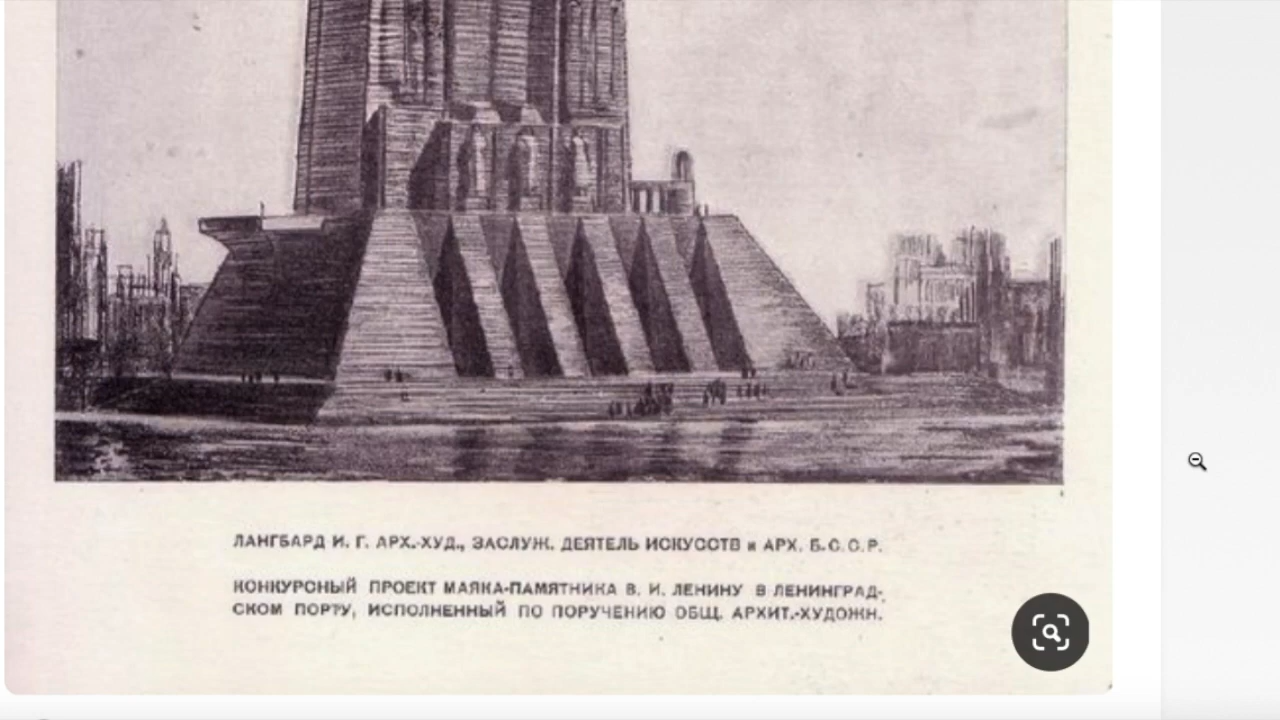 ЛАНГБАРД И. Г. АРХ.-ХУД., ЗАСЛУЖ. ДЕЯТЕЛЬ ИСКУССТВ и АРХ. Б.С.С.Р.
КОНКУРСНЫЙ ПРОЕКТ МАЯКА-ПАМЯТНИКА В. И. ЛЕНИНУ В ЛЕНИНГРАД-
СКОМ ПОРТУ, ИСПОЛНЕННЫЙ ПО ПОРУЧЕНИЮ ОБЩ. АРХИТ.-ХУДОЖН.